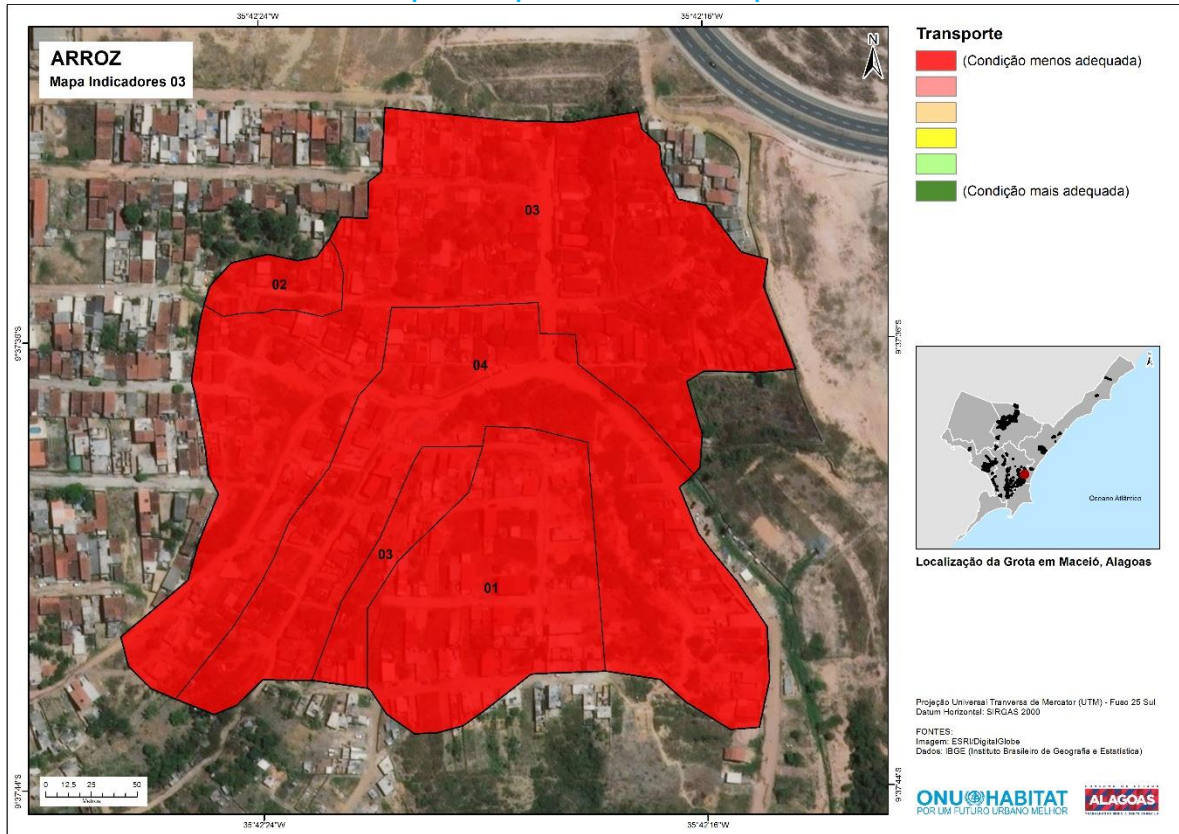 35°42'24"W
35°42'16"W
ARROZ
Mapa Indicadores 03
N
03
02
04
03
01
9°37'36"S
9°37'36"S
9°37'44"S
9°37'44"S
0 12,5 25 50
Metros
35°42'24"W
35°42'16"W
Transporte
(Condição menos adequada)
(Condição mais adequada)
N
Oceano Atlântico
Localização da Grota em Maceió, Alagoas
Projeção Universal Tranversa de Mercator (UTM) - Fuso 25 Sul
Datum Horizontal: SIRGAS 2000
FONTES:
Imagem: ESRI/DigitalGlobe
Dados: IBGE (Instituto Brasileiro de Geografia e Estatística)
ONU HABITAT
POR UM FUTURO URBANO MELHOR
ALAGOAS